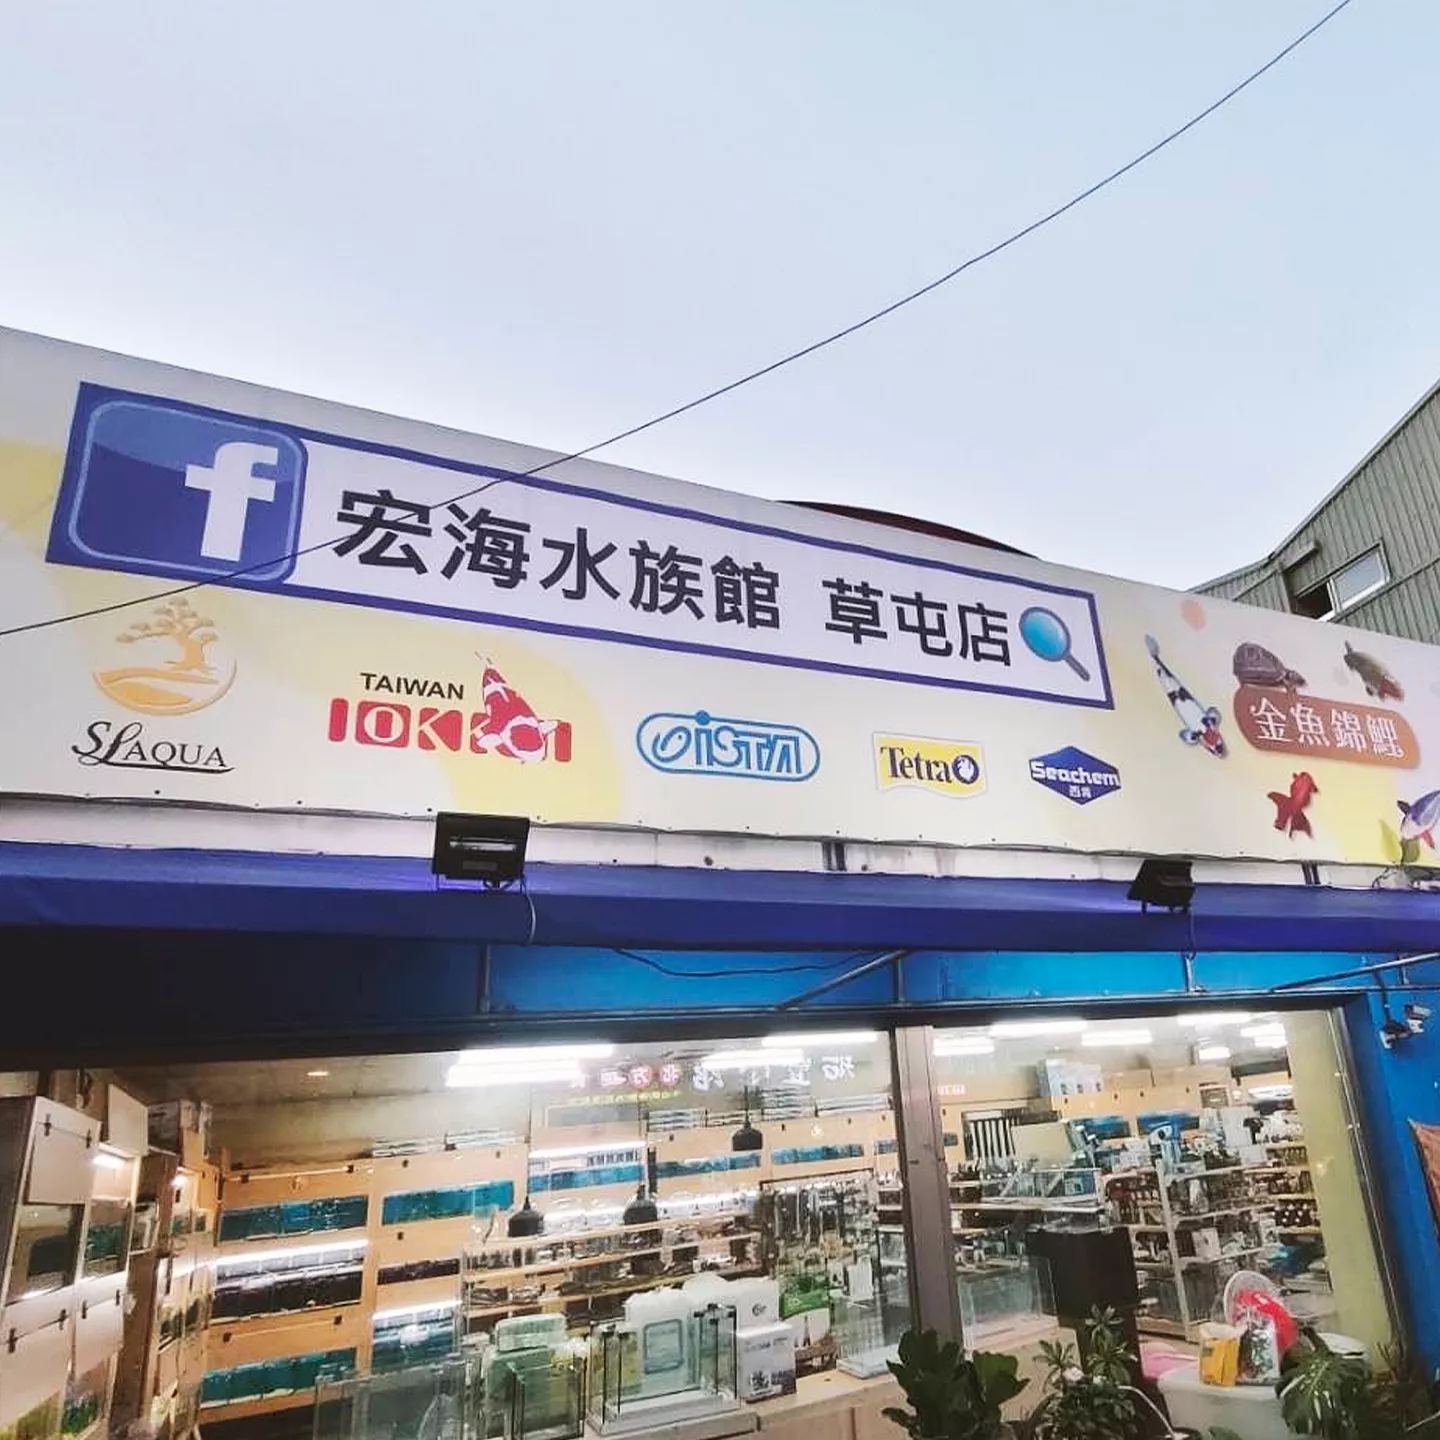 f 宏海水族館 草屯店
SLAQUA
TAIWAN
IOKKOI
ISTA
Tetra
Seachem
西肯
金魚錦鯉